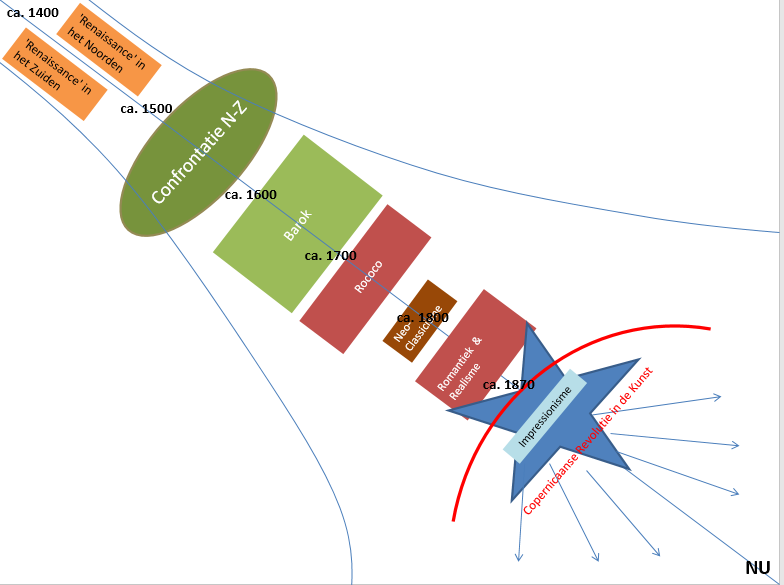 ca. 1400
'Renaissance' in
het Noorden
'Renaissance' in
het Zuiden
ca. 1500
Confrontatie N-Z
ca. 1600
Barok
ca. 1700
Rococo
ca. 1800
Neo-
Classicisme
Romantiek &
Realisme
ca. 1870
Impressionisme
Copernicaanse Revolutie in de Kunst
NU